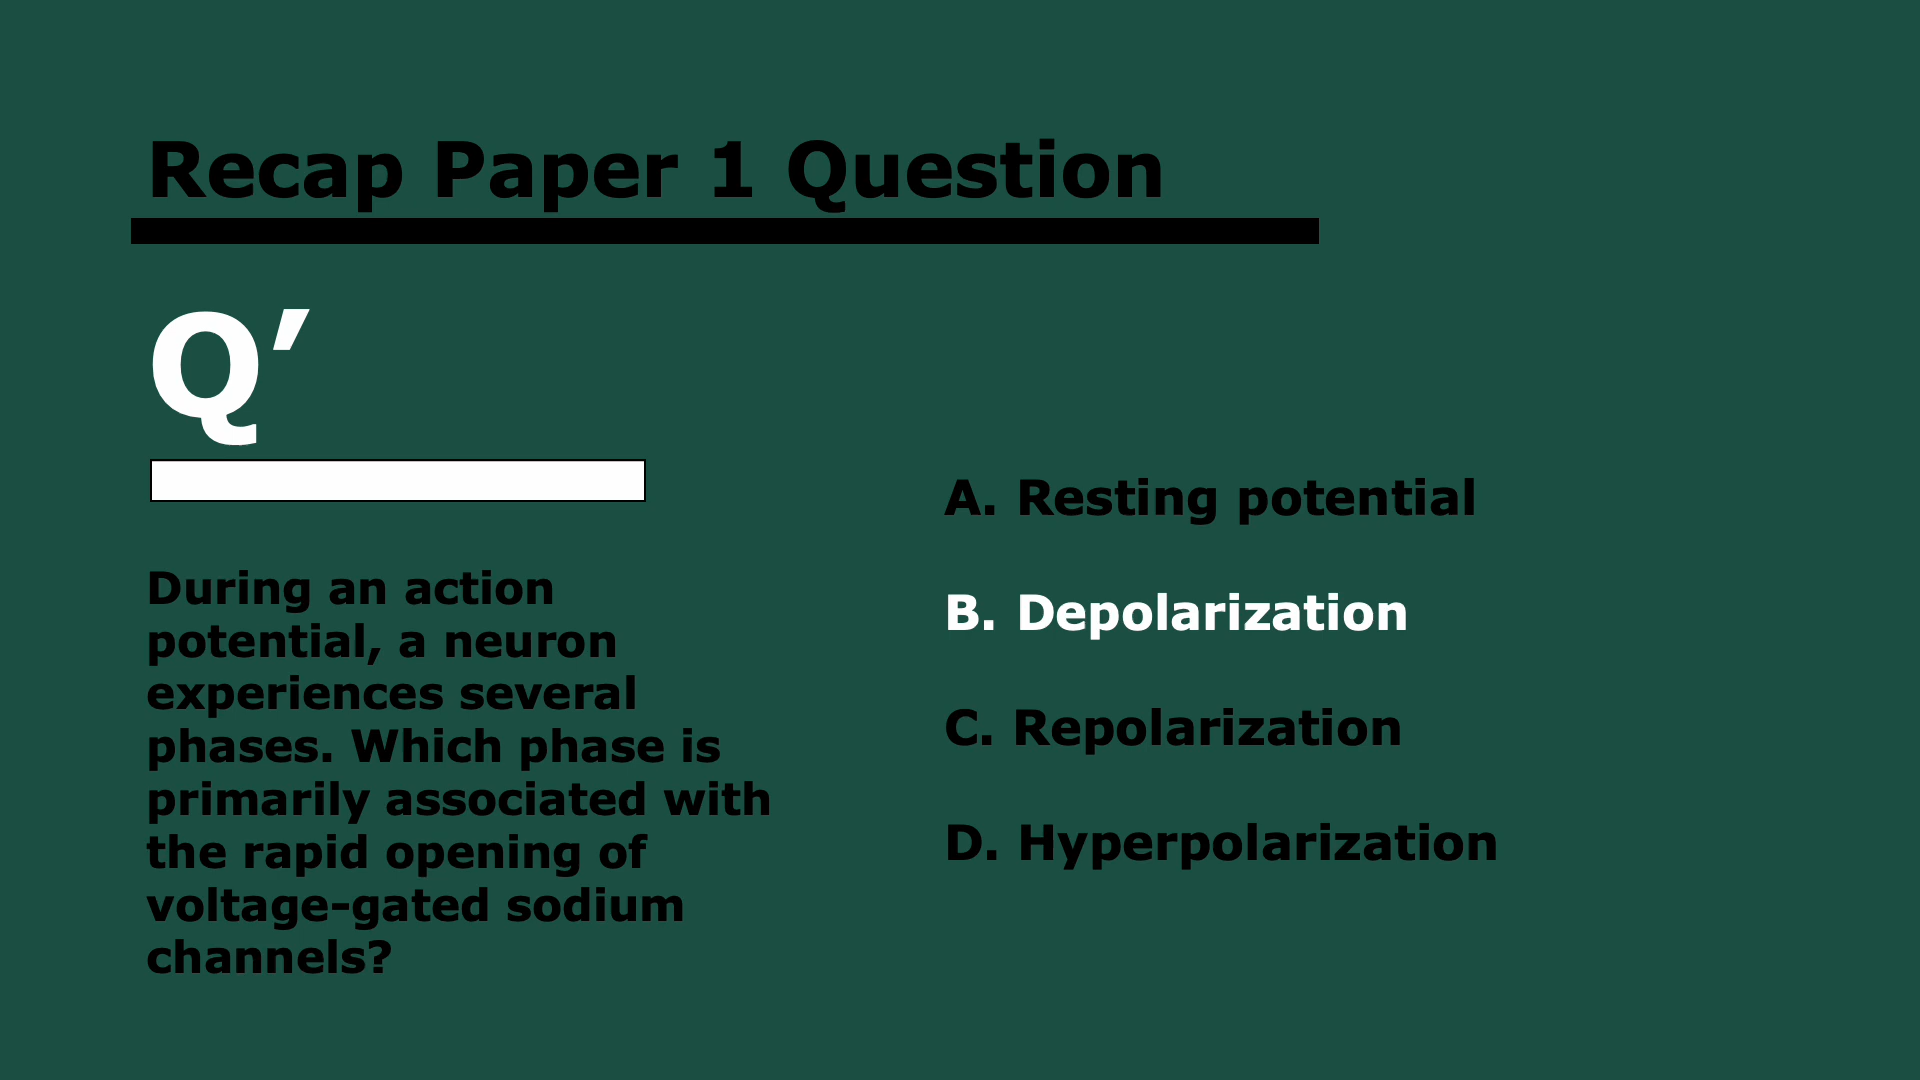 Recap Paper 1 Question
Q’
During an action
potential, a neuron
experiences several
phases. Which phase is
primarily associated with
the rapid opening of
voltage-gated sodium
channels?
A. Resting potential
B. Depolarization
C. Repolarization
D. Hyperpolarization